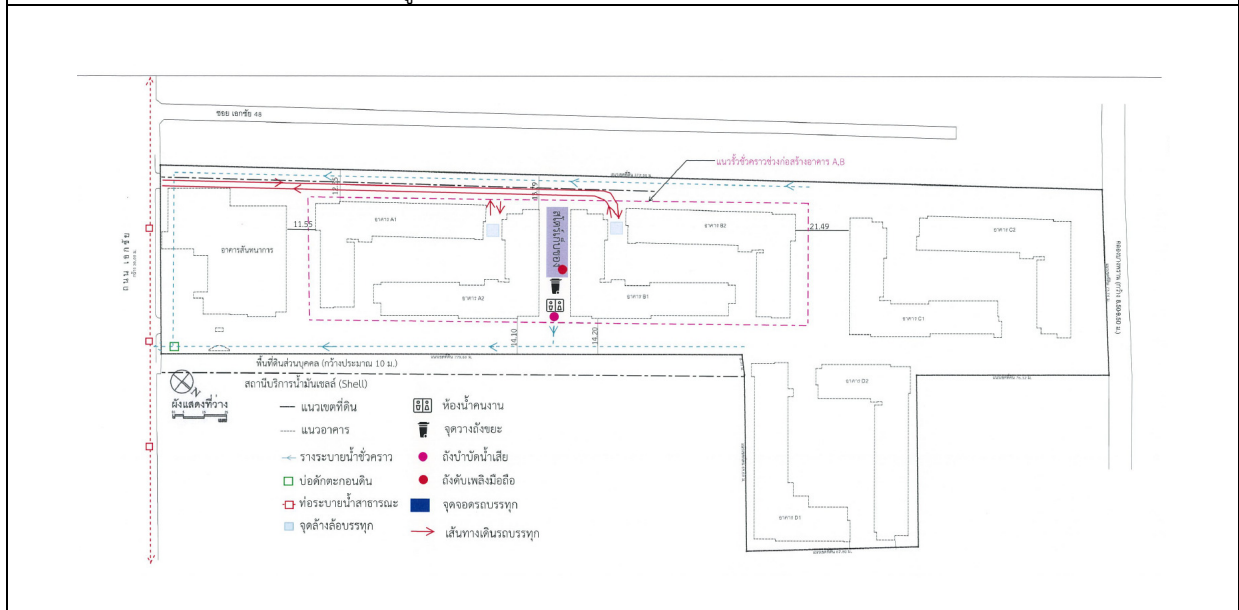 ซอย เอกชัย 48
แนวรั้วชั่วคราวช่วงก่อสร้างอาคาร A,B
ถนน เอกชัย
อาคารสันทนาการ
11.55
อาคาร A1
อาคาร A2
สโตร์เก็บของ
อาคาร B2
อาคาร B1
21.49
อาคาร C2
อาคาร C1
14.10
14.20
อาคาร D2
อาคาร D1
พื้นที่ดินส่วนบุคคล (กว้างประมาณ 10 ม.)
สถานีบริการน้ำมันเชลล์ (Shell)
N
ผังแสดงที่ว่าง
แนวเขตที่ดิน
แนวอาคาร
รางระบายน้ำชั่วคราว
บ่อดักตะกอนดิน
ท่อระบายน้ำสาธารณะ
จุดล้างล้อบรรทุก
ห้องน้ำคนงาน
จุดวางถังขยะ
ถังบำบัดน้ำเสีย
ถังดับเพลิงมือถือ
จุดจอดรถบรรทุก
เส้นทางเดินรถบรรทุก